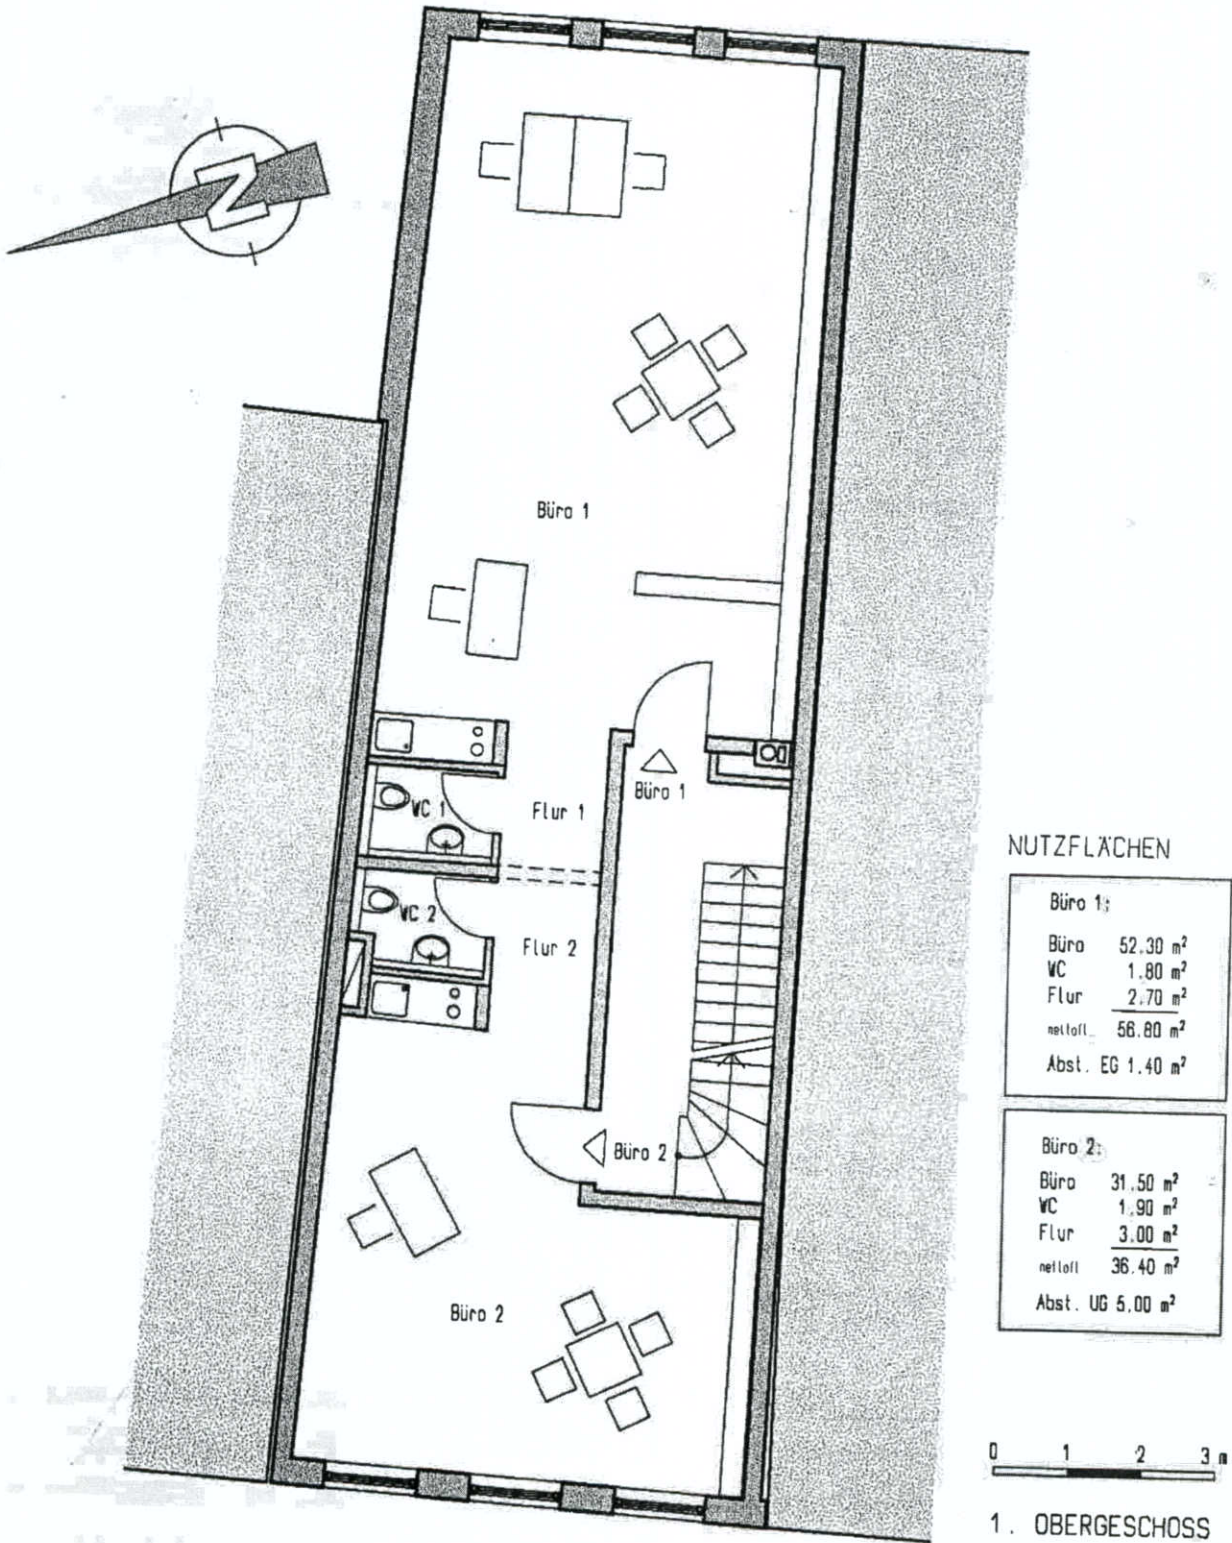 N
Büro 1
WC 1
Flur 1
Büro 1
WC 2
Flur 2
Büro 2
Büro 2
NUTZFLÄCHEN
Büro 1:
Büro 52.30 m²
WC 1.80 m²
Flur 2.70 m²
nettofl. 56.80 m²
Abst. EG 1.40 m²
Büro 2:
Büro 31.50 m²
WC 1.90 m²
Flur 3.00 m²
nettofl 36.40 m²
Abst. UG 5.00 m²
0 1 2 3 m
1. OBERGESCHOSS